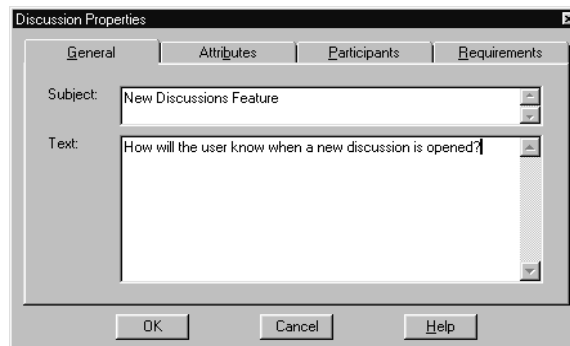 Discussion Properties
General Attributes Participants Requirements
Subject: New Discussions Feature
Text: How will the user know when a new discussion is opened?
OK Cancel Help